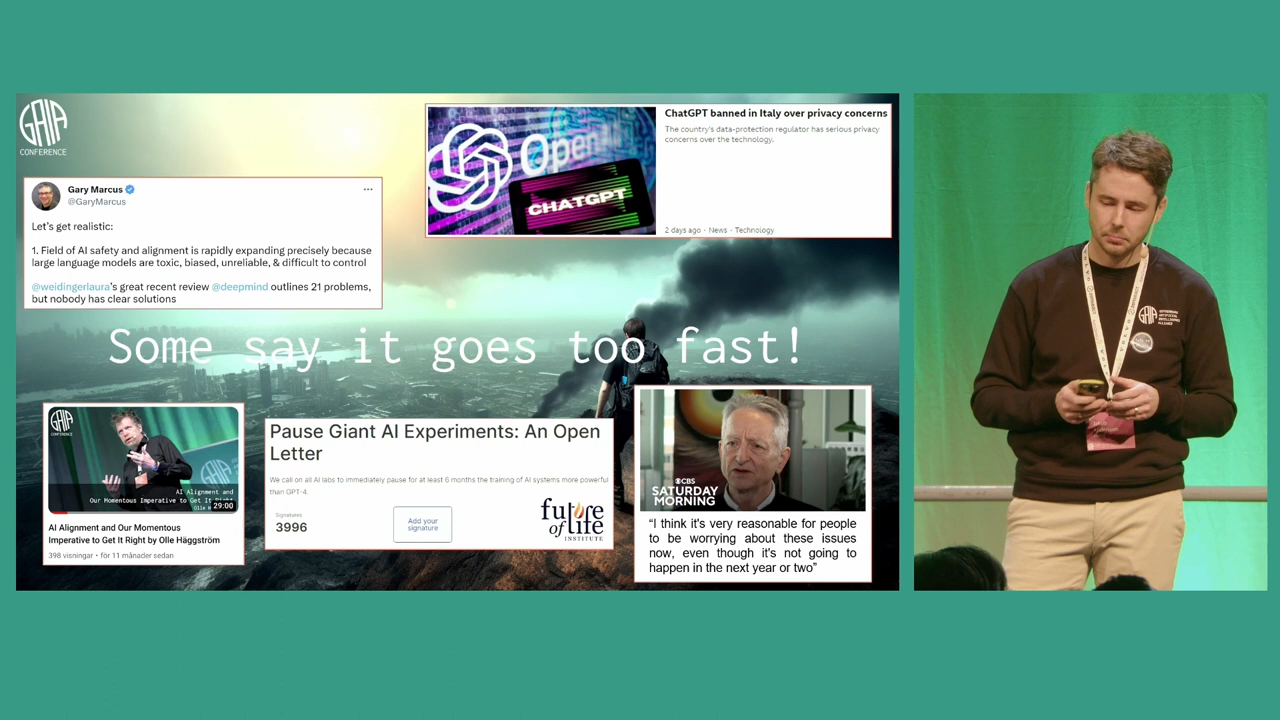 GAIA
CONFERENCE
ChatGPT banned in Italy over privacy concerns
The country's data-protection regulator has serious privacy
concerns over the technology.
2 days ago · News · Technology
OpenAI
CHATGPT
Gary Marcus
@GaryMarcus
Let's get realistic:
1. Field of AI safety and alignment is rapidly expanding precisely because
large language models are toxic, biased, unreliable, & difficult to control
@weidingerlaura's great recent review @deepmind outlines 21 problems,
but nobody has clear solutions
Some say it goes too fast!
GAIA
CONFERENCE
AI Alignment and
Our Momentous Imperative to Get It Right
29:00
AI Alignment and Our Momentous
Imperative to Get It Right by Olle Häggström
398 visningar • för 11 månader sedan
Pause Giant AI Experiments: An Open
Letter
We call on all AI labs to immediately pause for at least 6 months the training of AI systems more powerful
than GPT-4.
Signatures
3996
Add your
signature
future
of life
INSTITUTE
CBS
SATURDAY
MORNING
“I think it's very reasonable for people
to be worrying about these issues
now, even though it's not going to
happen in the next year or two”
GAIA